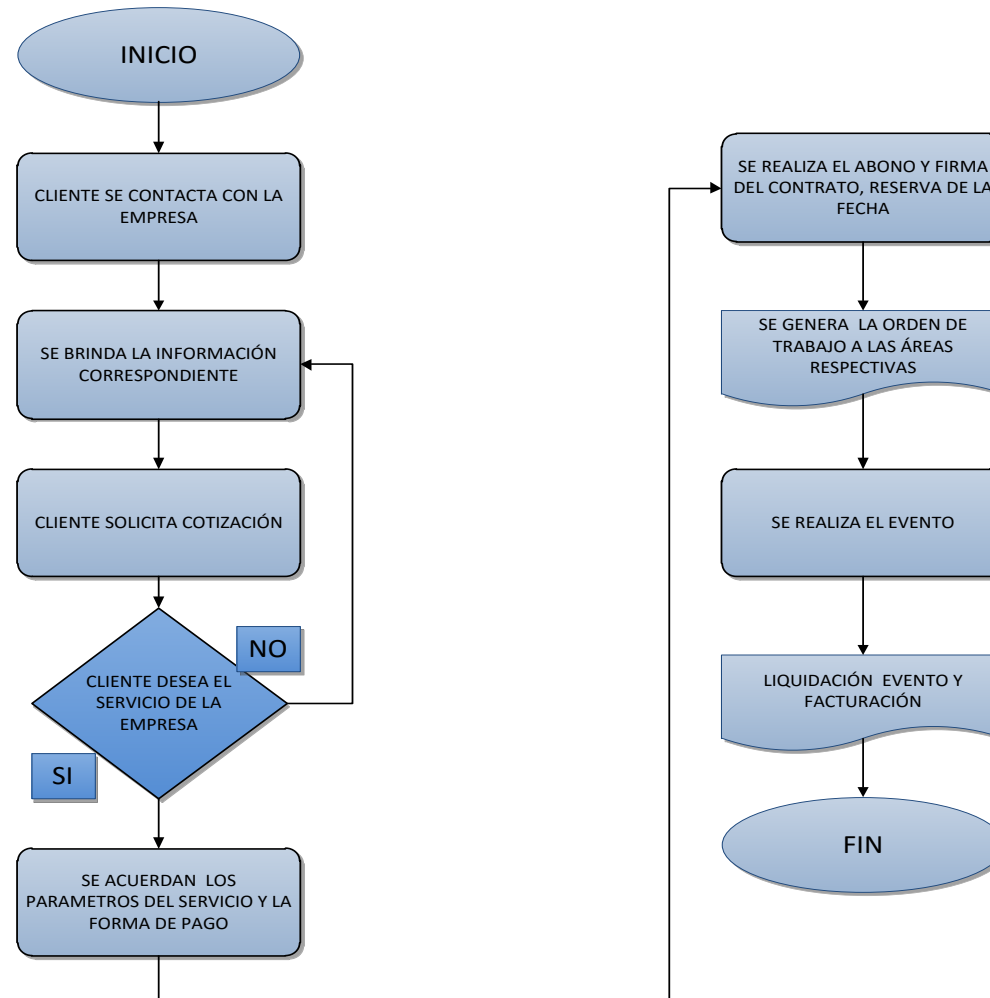 INICIO
CLIENTE SE CONTACTA CON LA
EMPRESA
SE BRINDA LA INFORMACIÓN
CORRESPONDIENTE
CLIENTE SOLICITA COTIZACIÓN
NO
CLIENTE DESEA EL
SERVICIO DE LA
EMPRESA
SI
SE ACUERDAN LOS
PARAMETROS DEL SERVICIO Y LA
FORMA DE PAGO
SE REALIZA EL ABONO Y FIRMA
DEL CONTRATO, RESERVA DE LA
FECHA
SE GENERA LA ORDEN DE
TRABAJO A LAS ÁREAS
RESPECTIVAS
SE REALIZA EL EVENTO
LIQUIDACIÓN EVENTO Y
FACTURACIÓN
FIN